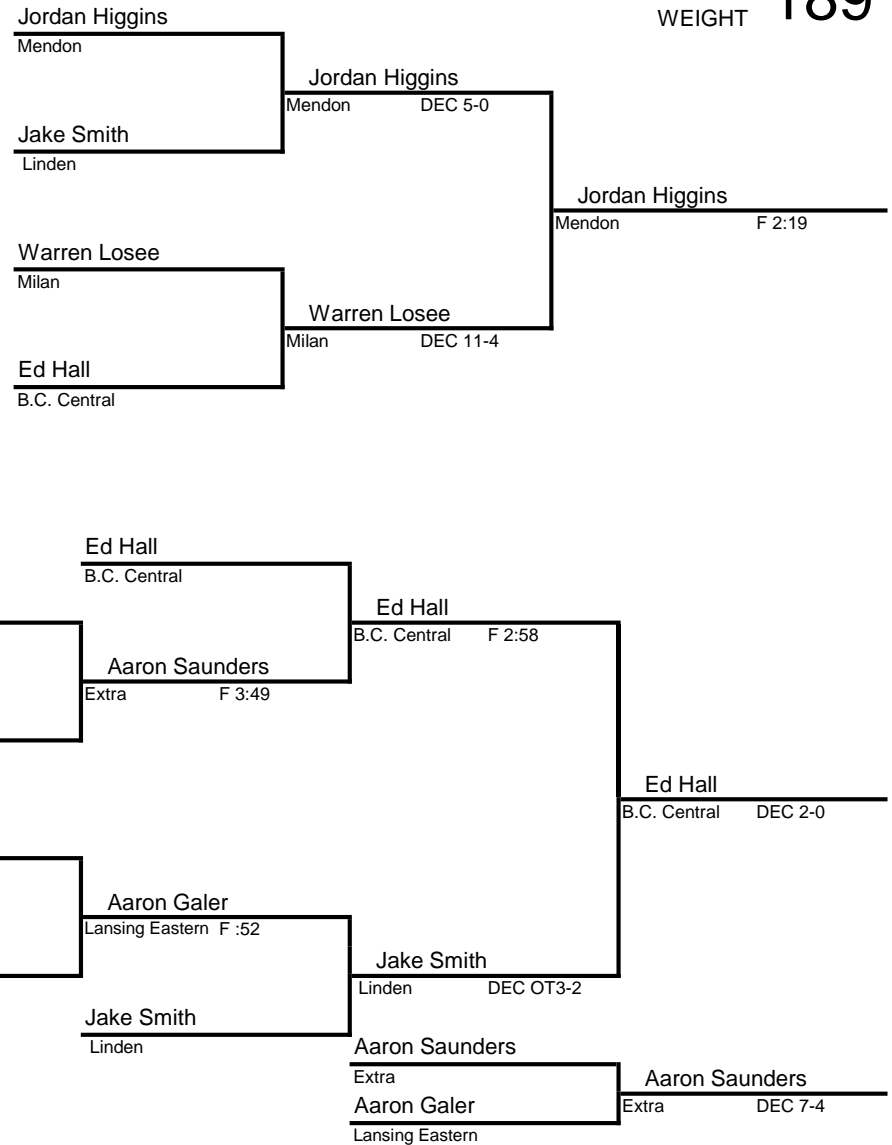 Jordan Higgins
WEIGHT 189
Mendon
Jordan Higgins
Mendon DEC 5-0
Jake Smith
Linden
Jordan Higgins
Mendon F 2:19
Warren Losee
Milan
Warren Losee
Milan DEC 11-4
Ed Hall
B.C. Central
Ed Hall
B.C. Central
Ed Hall
B.C. Central F 2:58
Aaron Saunders
Extra F 3:49
Ed Hall
B.C. Central DEC 2-0
Aaron Galer
Lansing Eastern F :52
Jake Smith
Linden DEC OT3-2
Jake Smith
Linden
Aaron Saunders
Extra
Aaron Saunders
Extra DEC 7-4
Aaron Galer
Lansing Eastern